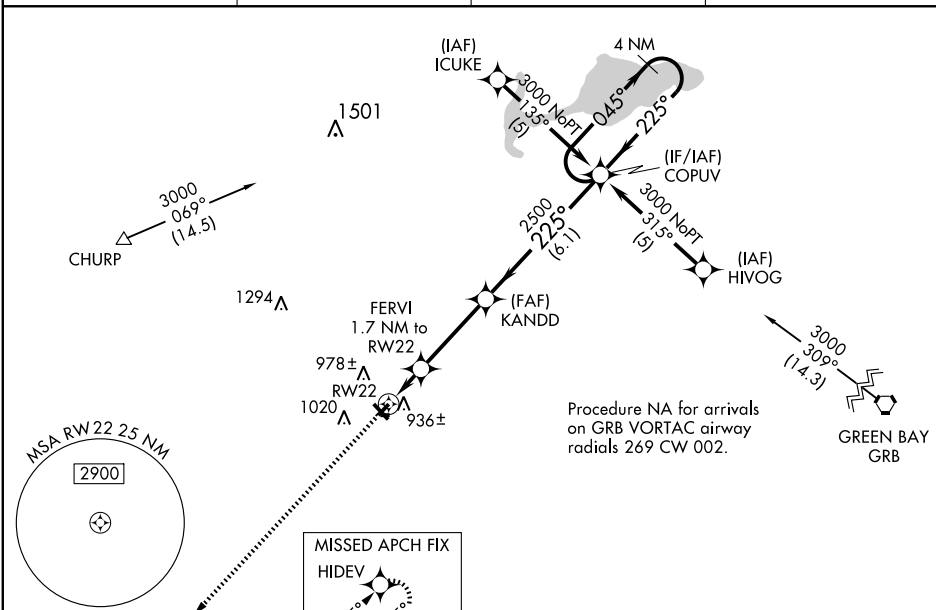 (IAF)
ICUKE
4 NM
3000 NoPT
135°
(5)
045°
225°
1501
(IF/IAF)
COPUV
3000
069°
(14.5)
CHURP
2500
225°
(6.1)
3000 NoPT
315°
(5)
(IAF)
HIVOG
1294
(FAF)
KANDD
FERVI
1.7 NM to
RW22
3000
309°
(14.3)
978±
RW22
1020
936±
Procedure NA for arrivals
on GRB VORTAC airway
radials 269 CW 002.
GREEN BAY
GRB
MSA RW22 25 NM
2900
MISSED APCH FIX
HIDEV